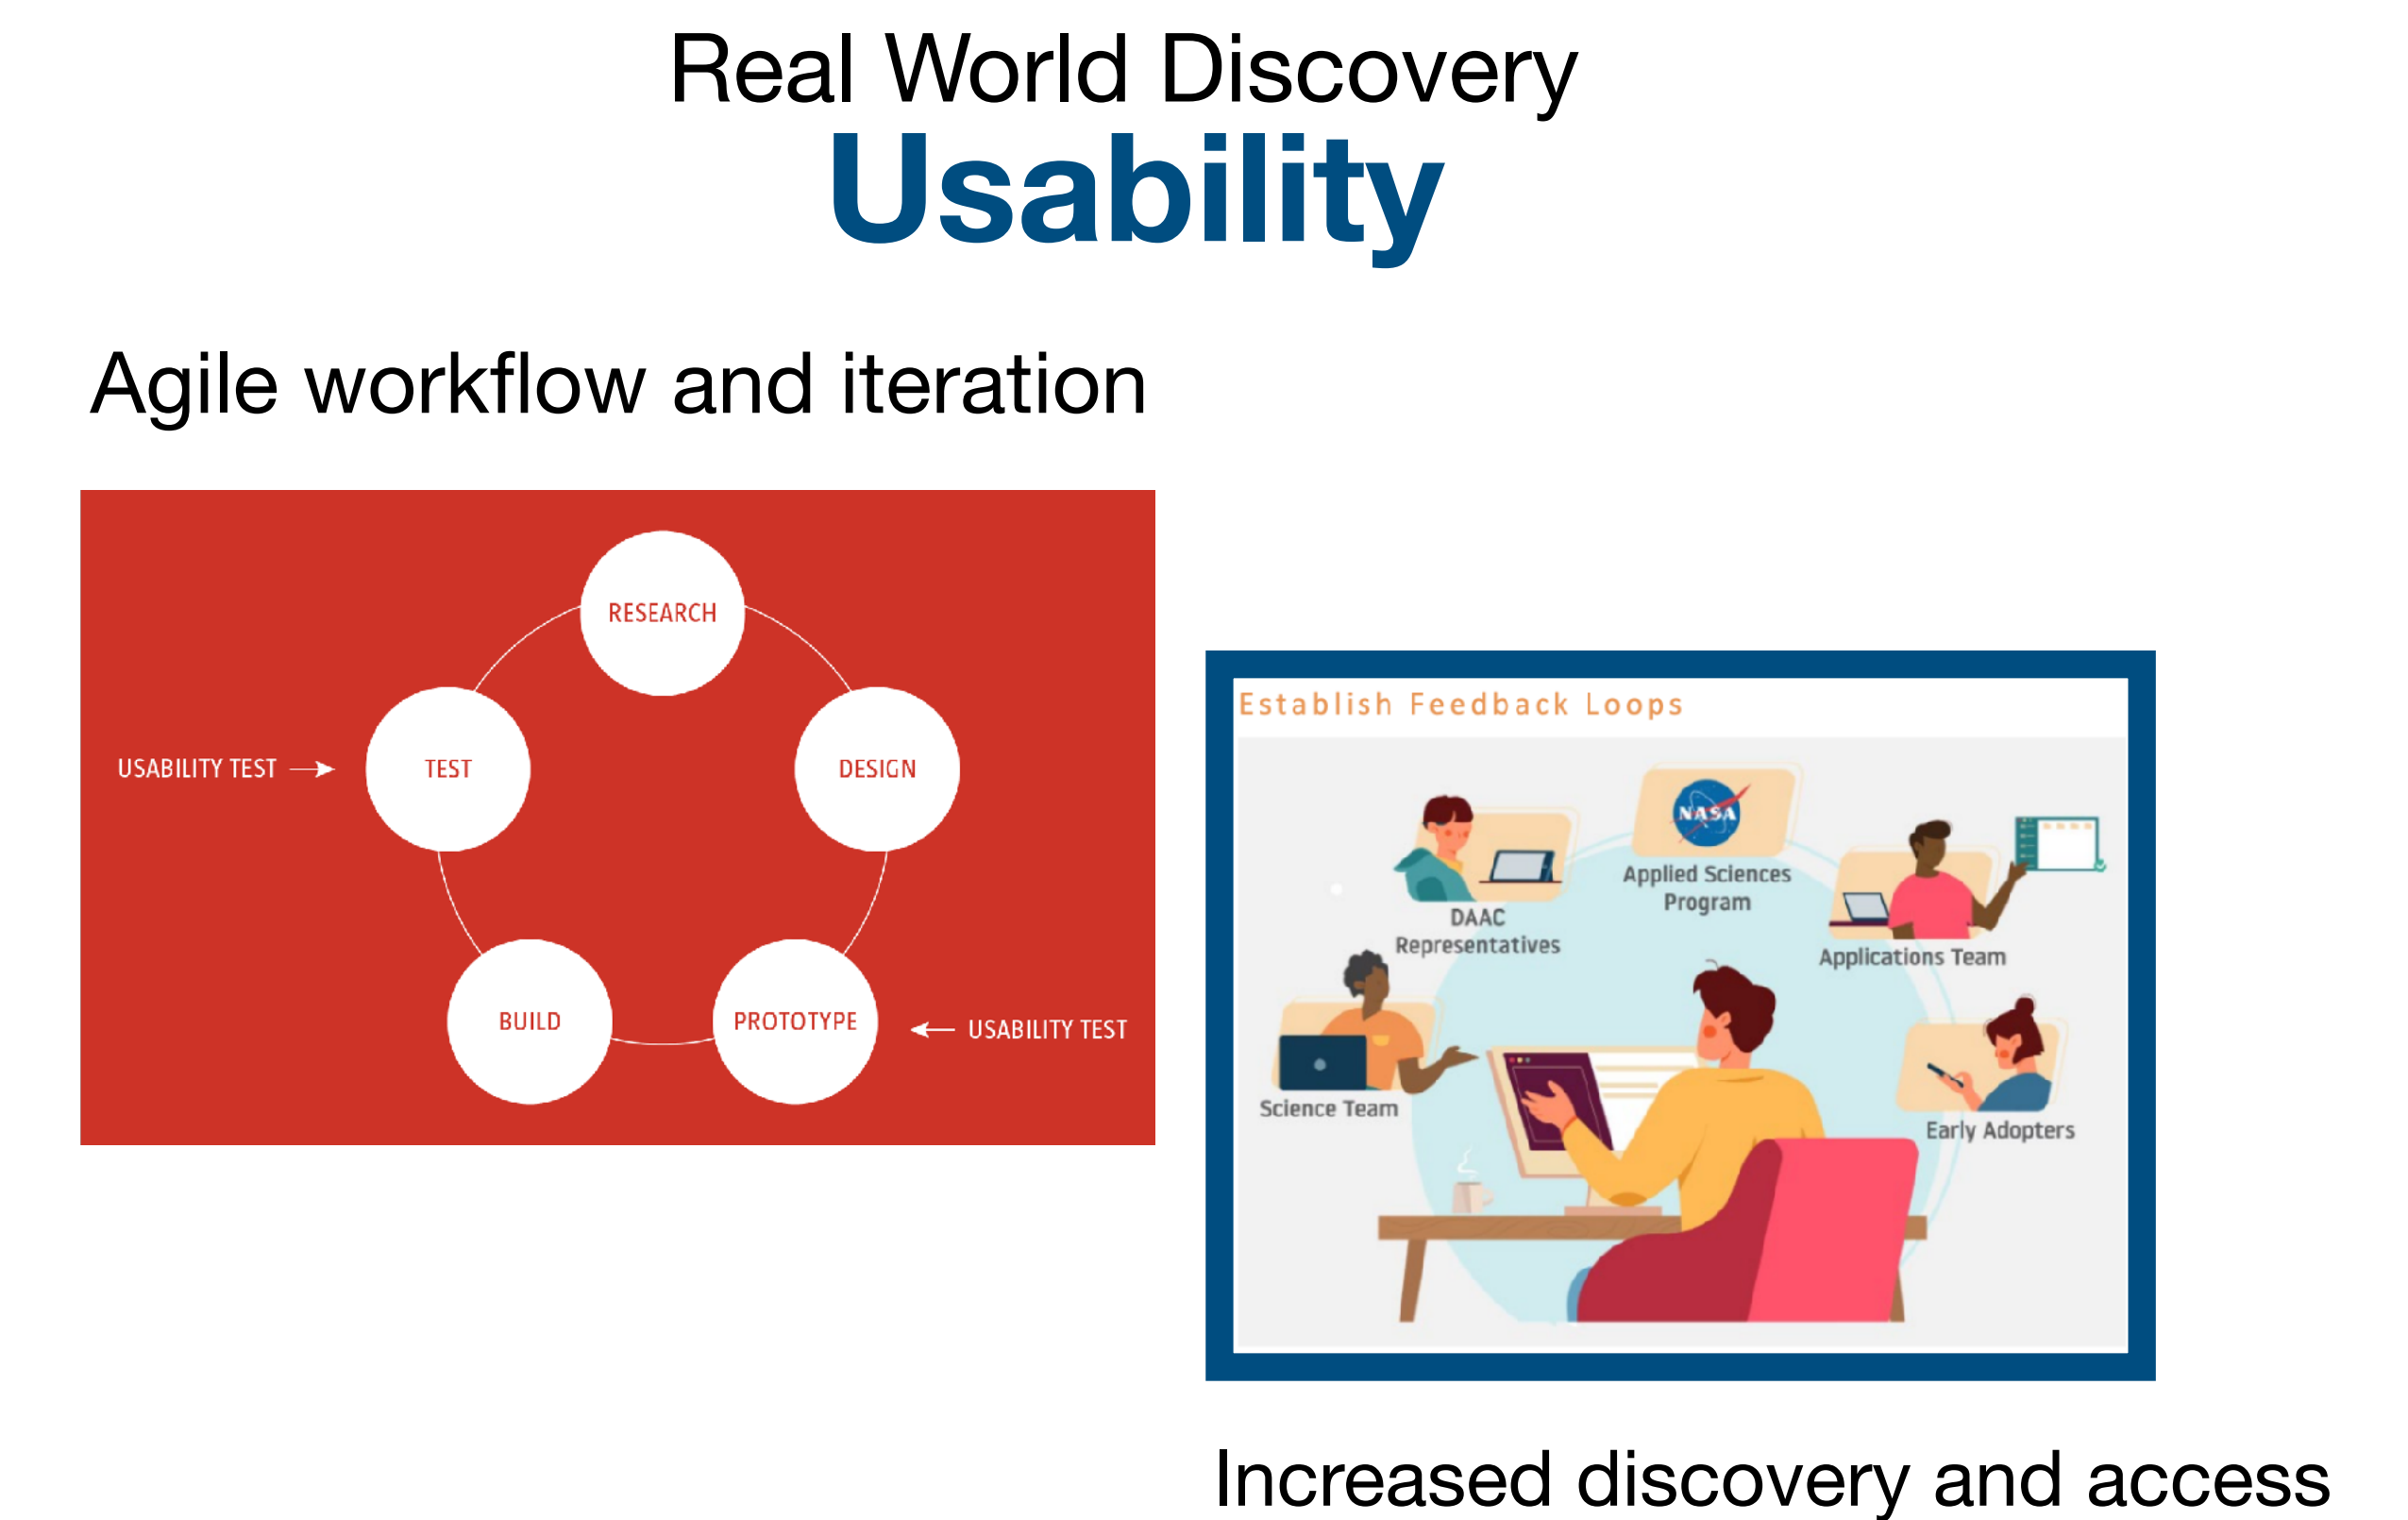 Real World Discovery
Usability
Agile workflow and iteration
RESEARCH
USABILITY TEST
TEST
DESIGN
BUILD
PROTOTYPE
USABILITY TEST
Establish Feedback Loops
NASA
Applied Sciences
Program
DAAC
Representatives
Applications Team
Science Team
Early Adopters
Increased discovery and access